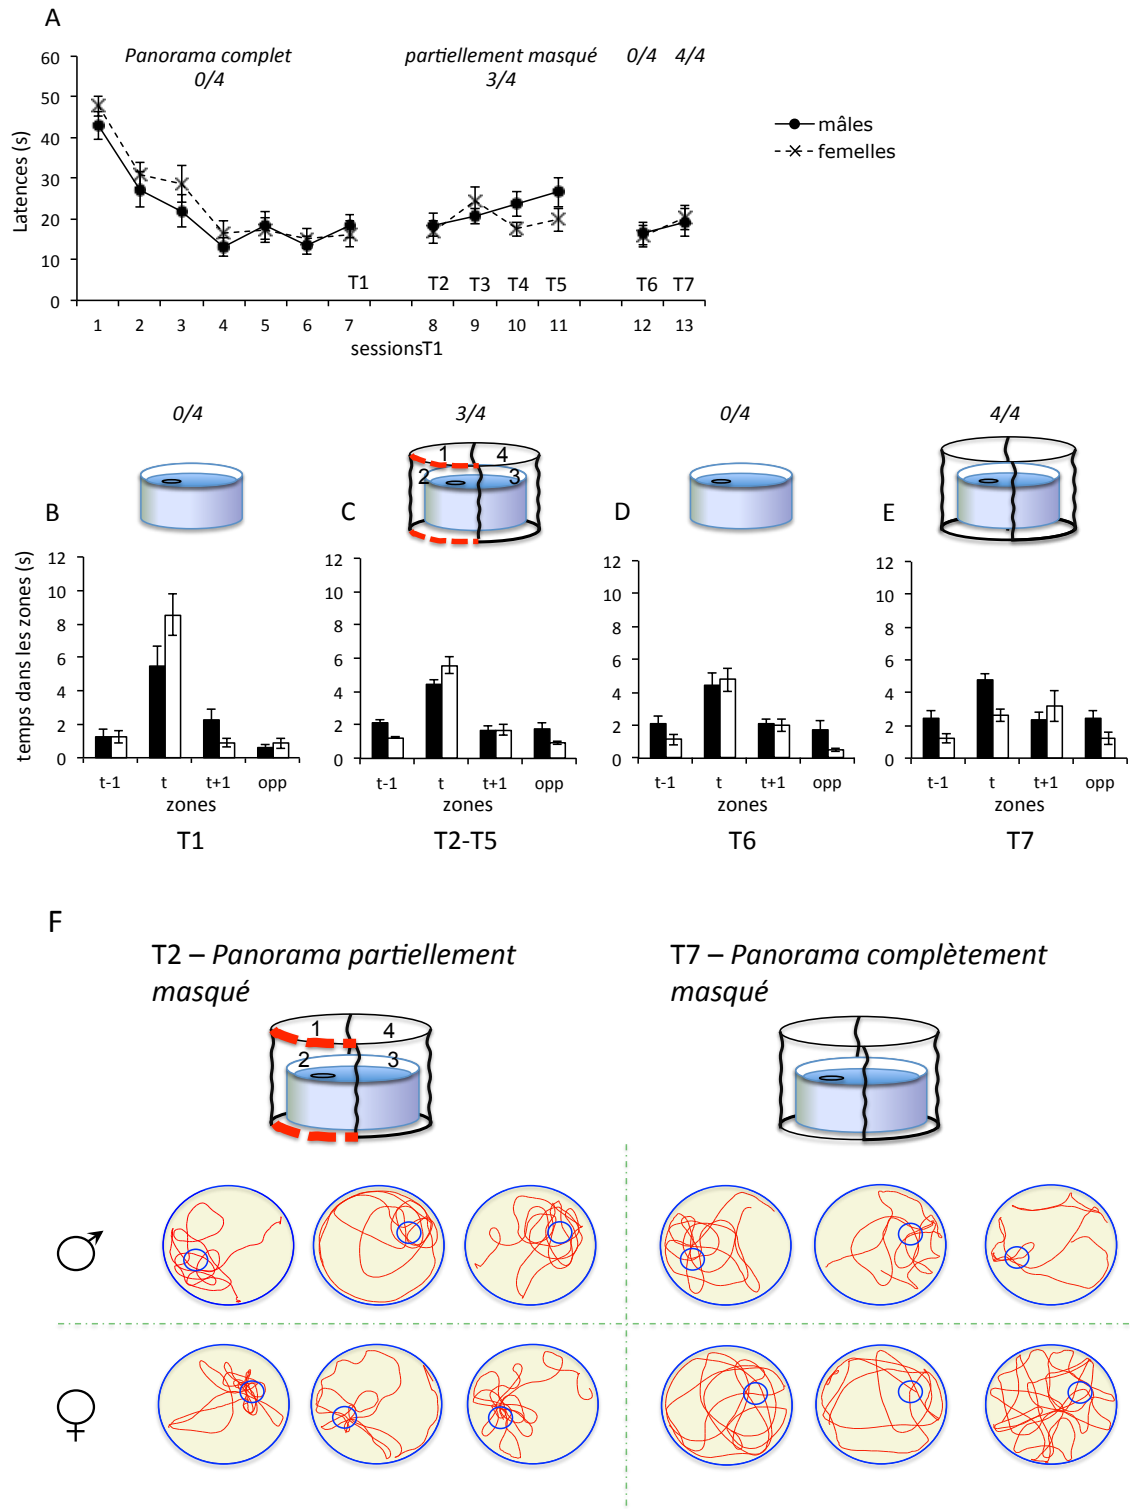 A
Panorama complet
0/4
partiellement masqué
3/4
0/4 4/4
60
50
40
30
20
10
0
Latences (s)
mâles
femelles
T1 T2 T3 T4 T5 T6 T7
1 2 3 4 5 6 7 8 9 10 11 12 13
sessionsT1
0/4 3/4 0/4 4/4
1 4
2 3
B C D E
temps dans les zones (s)
12
10
8
6
4
2
0
t-1 t t+1 opp
zones
T1
12
10
8
6
4
2
0
t-1 t t+1 opp
zones
T2-T5
12
10
8
6
4
2
0
t-1 t t+1 opp
zones
T6
12
10
8
6
4
2
0
t-1 t t+1 opp
zones
T7
F
T2 – Panorama partiellement
masqué
1 4
2 3
T7 – Panorama complètement
masqué